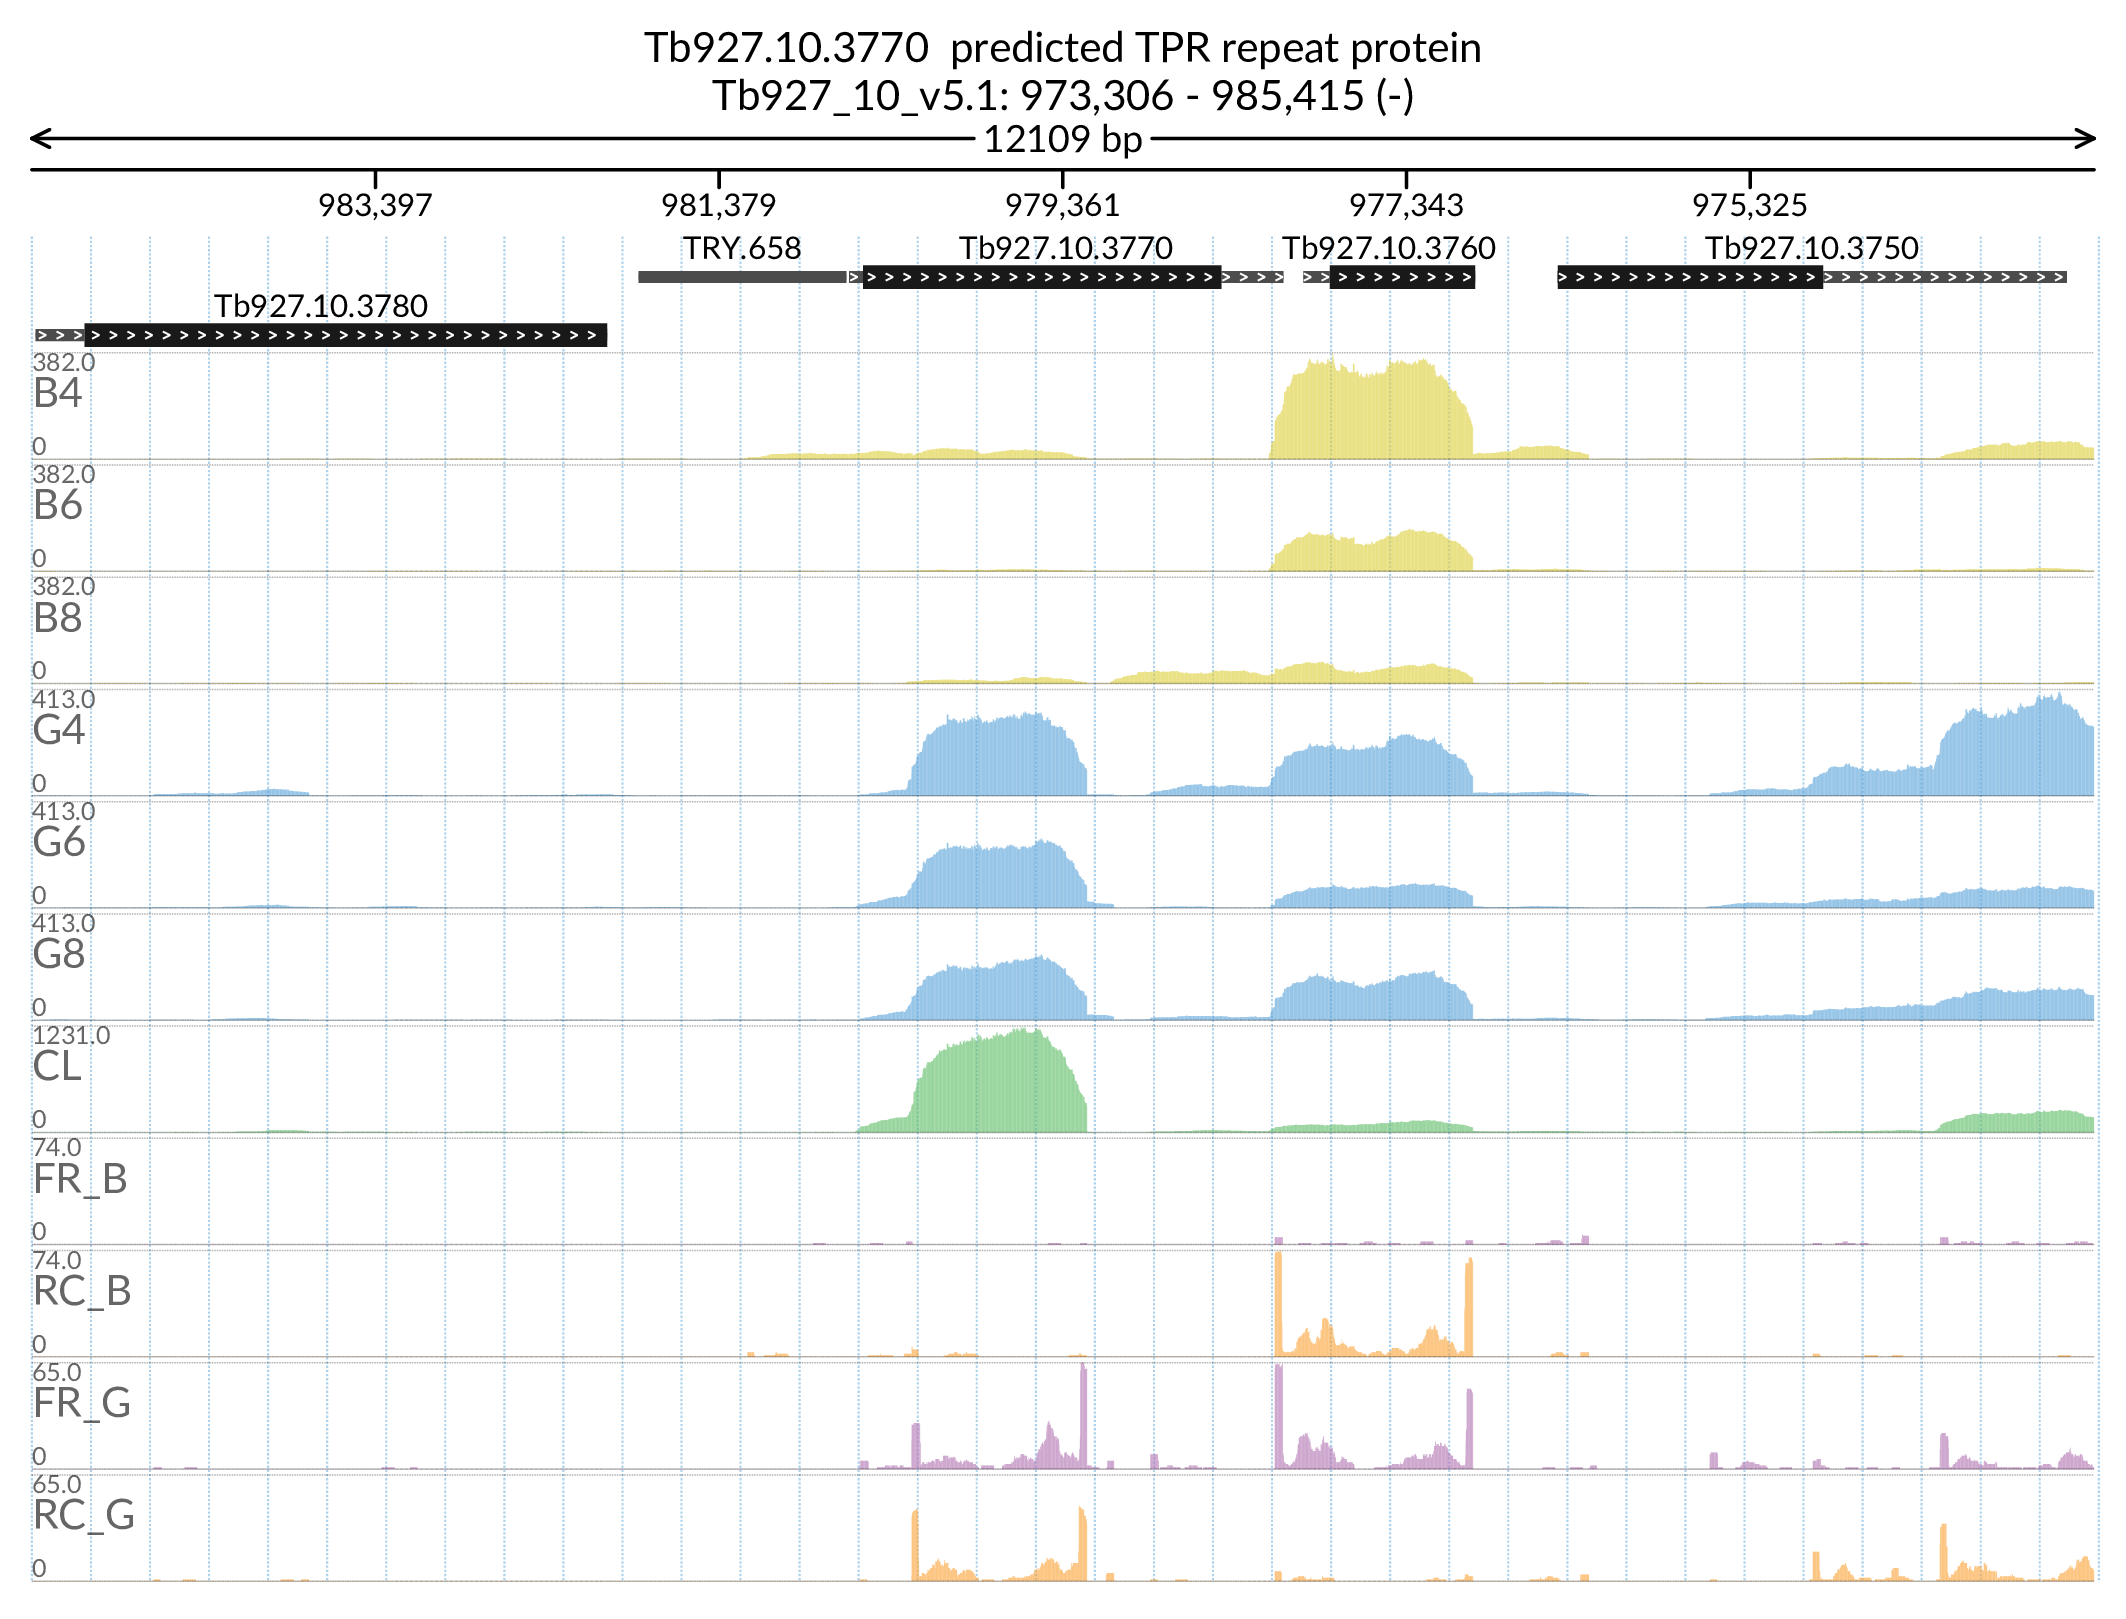 Tb927.10.3770  predicted TPR repeat protein
Tb927_10_v5.1: 973,306 - 985,415 (-)
12109 bp
983,397 981,379 979,361 977,343 975,325
TRY.658 Tb927.10.3770 Tb927.10.3760 Tb927.10.3750
Tb927.10.3780
382.0
B4
0
382.0
B6
0
382.0
B8
0
413.0
G4
0
413.0
G6
0
413.0
G8
0
1231.0
CL
0
74.0
FR_B
0
74.0
RC_B
0
65.0
FR_G
0
65.0
RC_G
0